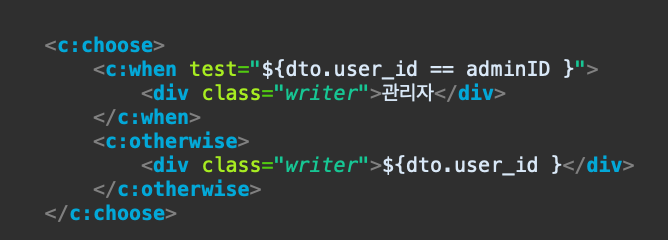 <c:choose>
    <c:when test="${dto.user_id == adminID }">
        <div class="writer">관리자</div>
    </c:when>
    <c:otherwise>
        <div class="writer">${dto.user_id }</div>
    </c:otherwise>
</c:choose>